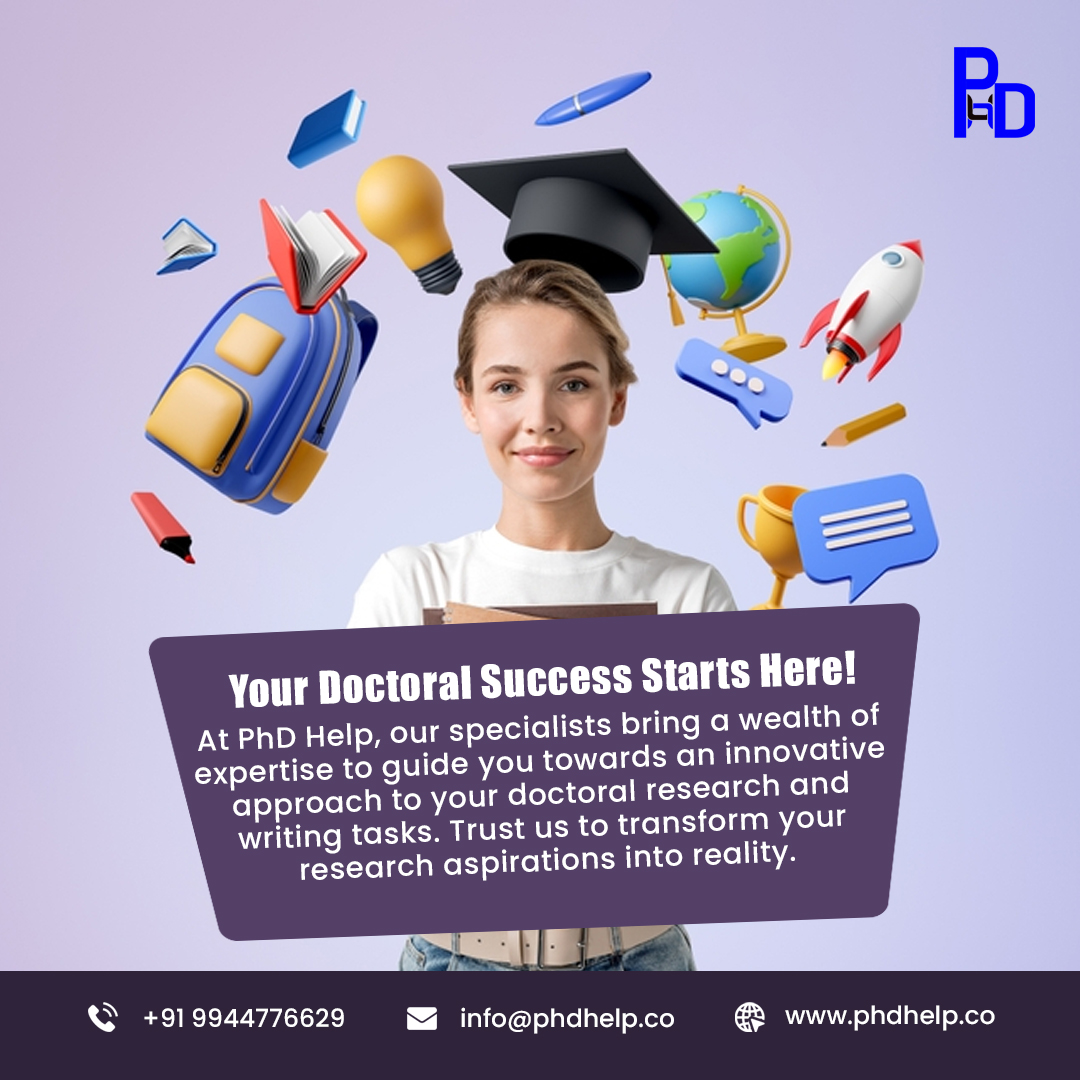 PHD
Your Doctoral Success Starts Here!
At PhD Help, our specialists bring a wealth of
expertise to guide you towards an innovative
approach to your doctoral research and
writing tasks. Trust us to transform your
research aspirations into reality.
+91 9944776629
info@phdhelp.co
www.phdhelp.co